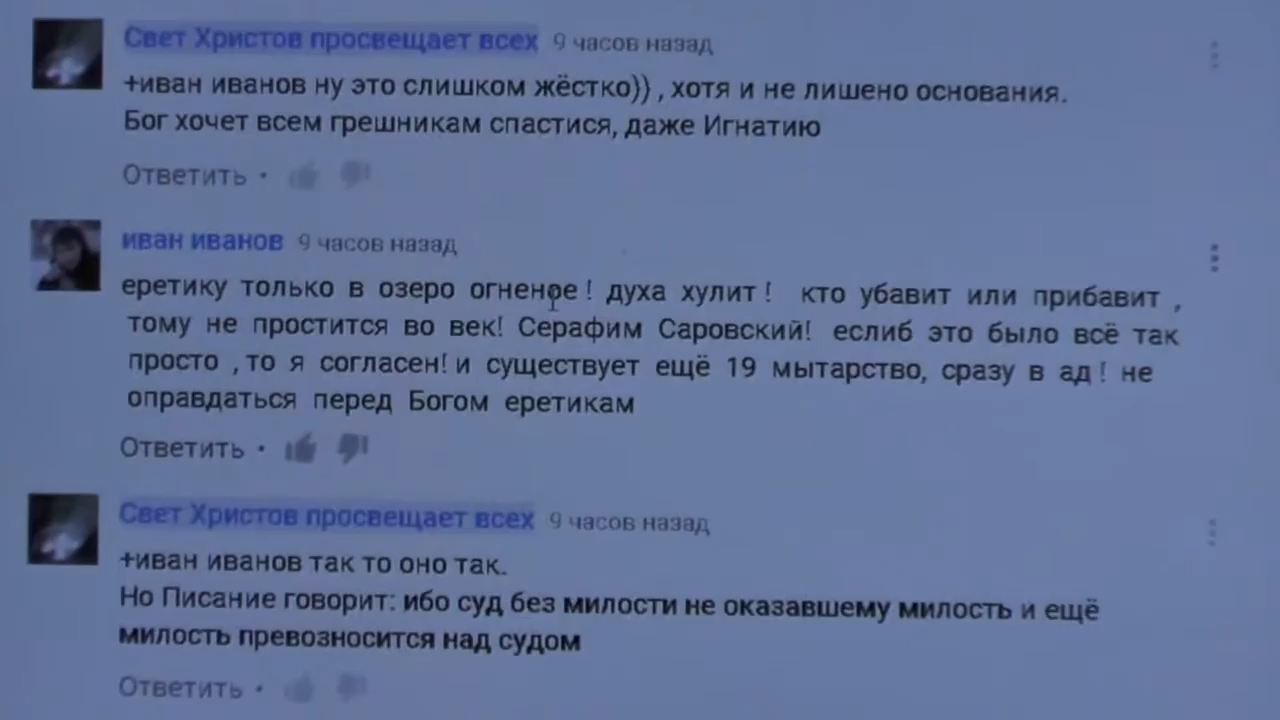 Свет Христов просвещает всех 9 часов назад
+иван иванов ну это слишком жёстко)) , хотя и не лишено основания.
Бог хочет всем грешникам спастися, даже Игнатию
Ответить ·
иван иванов 9 часов назад
еретику только в озеро огненое ! духа хулит ! кто убавит или прибавит ,
тому не простится во век! Серафим Саровский! еслиб это было всё так
просто , то я согласен! и существует ещё 19 мытарство, сразу в ад ! не
оправдаться перед Богом еретикам
Ответить ·
Свет Христов просвещает всех 9 часов назад
+иван иванов так то оно так.
Но Писание говорит: ибо суд без милости не оказавшему милость и ещё
милость превозносится над судом
Ответить ·